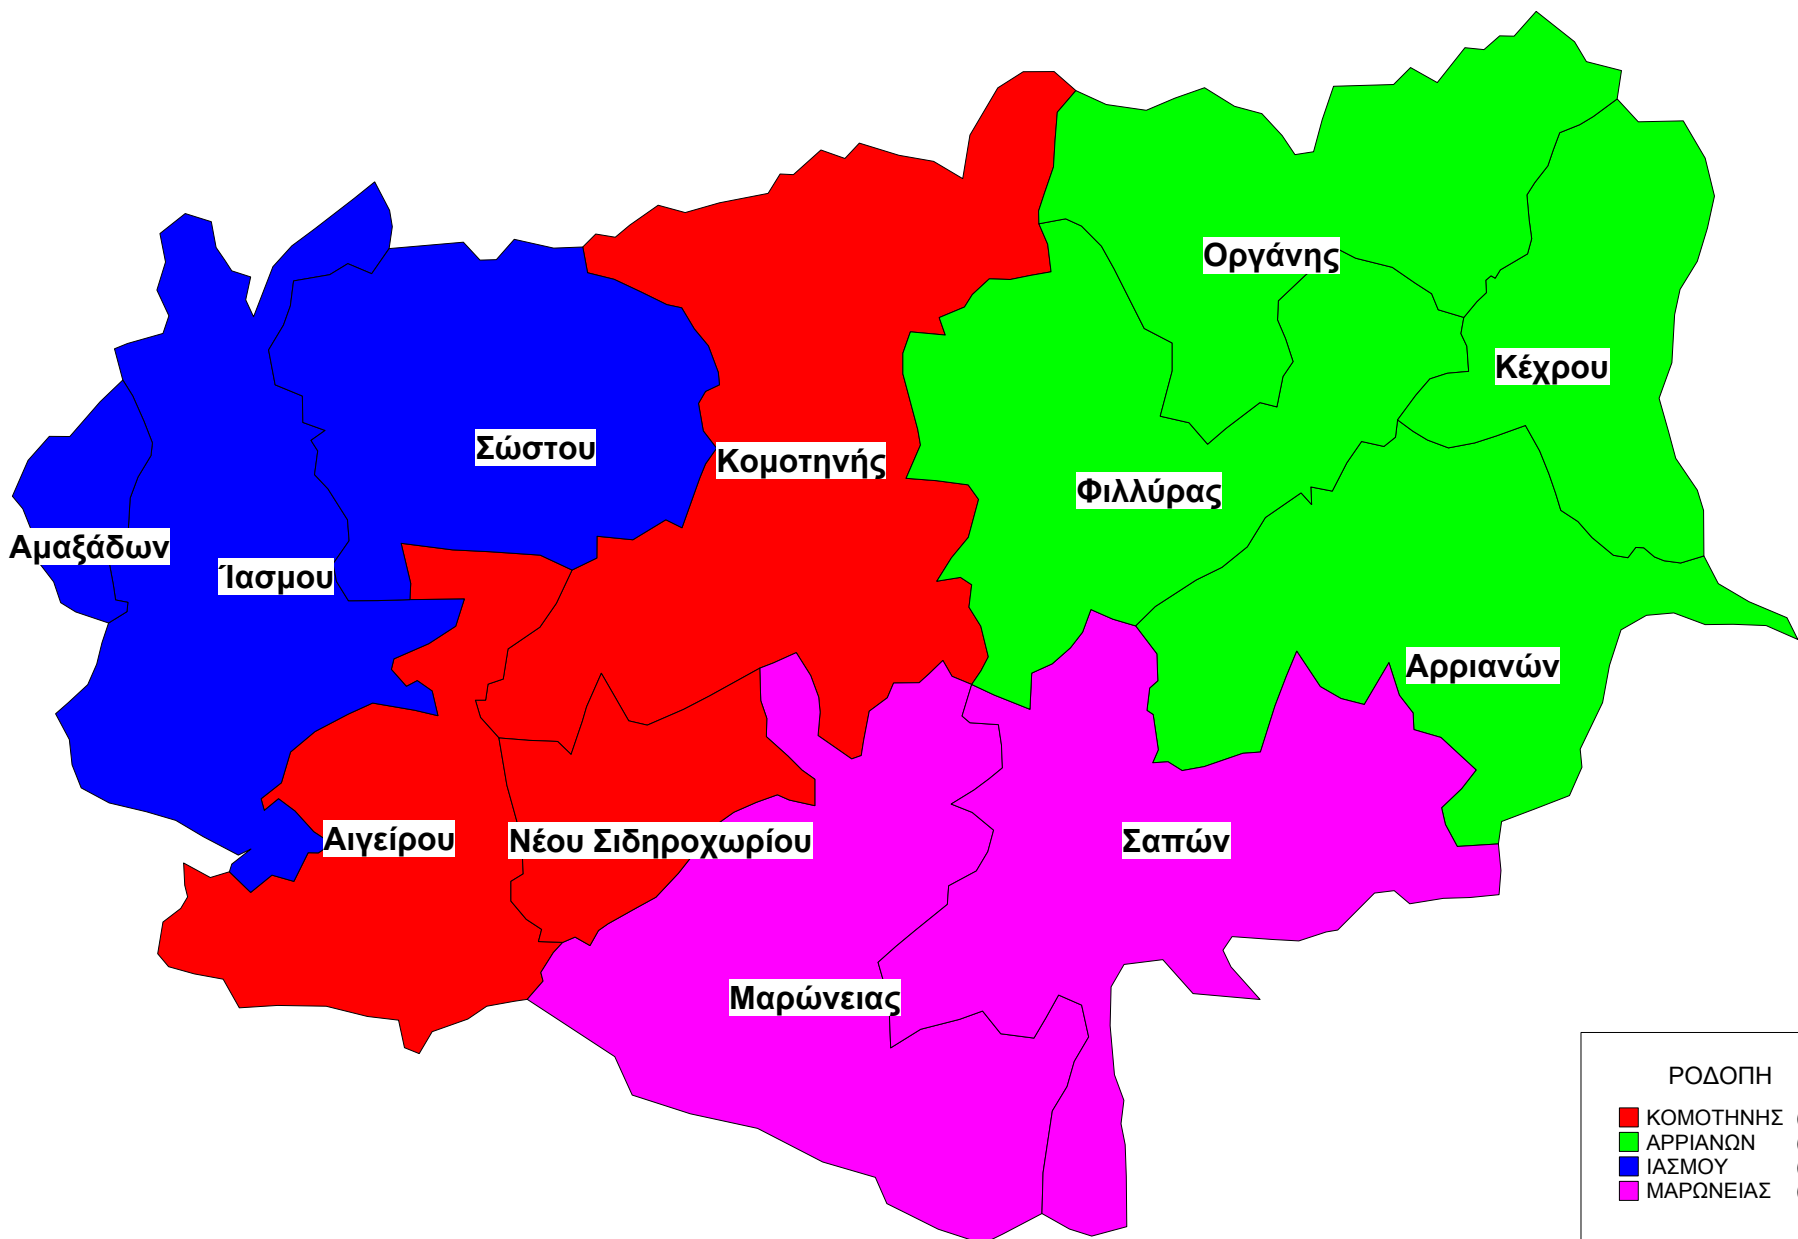 Οργάνης
Κέχρου
Σώστου
Κομοτηνής
Φιλλύρας
Αμαξάδων
Ίασμου
Αρριανών
Αιγείρου
Νέου Σιδηροχωρίου
Σαπών
Μαρώνειας
ΡΟΔΟΠΗ
ΚΟΜΟΤΗΝΗΣ (
ΑΡΡΙΑΝΩΝ (
ΙΑΣΜΟΥ (
ΜΑΡΩΝΕΙΑΣ (